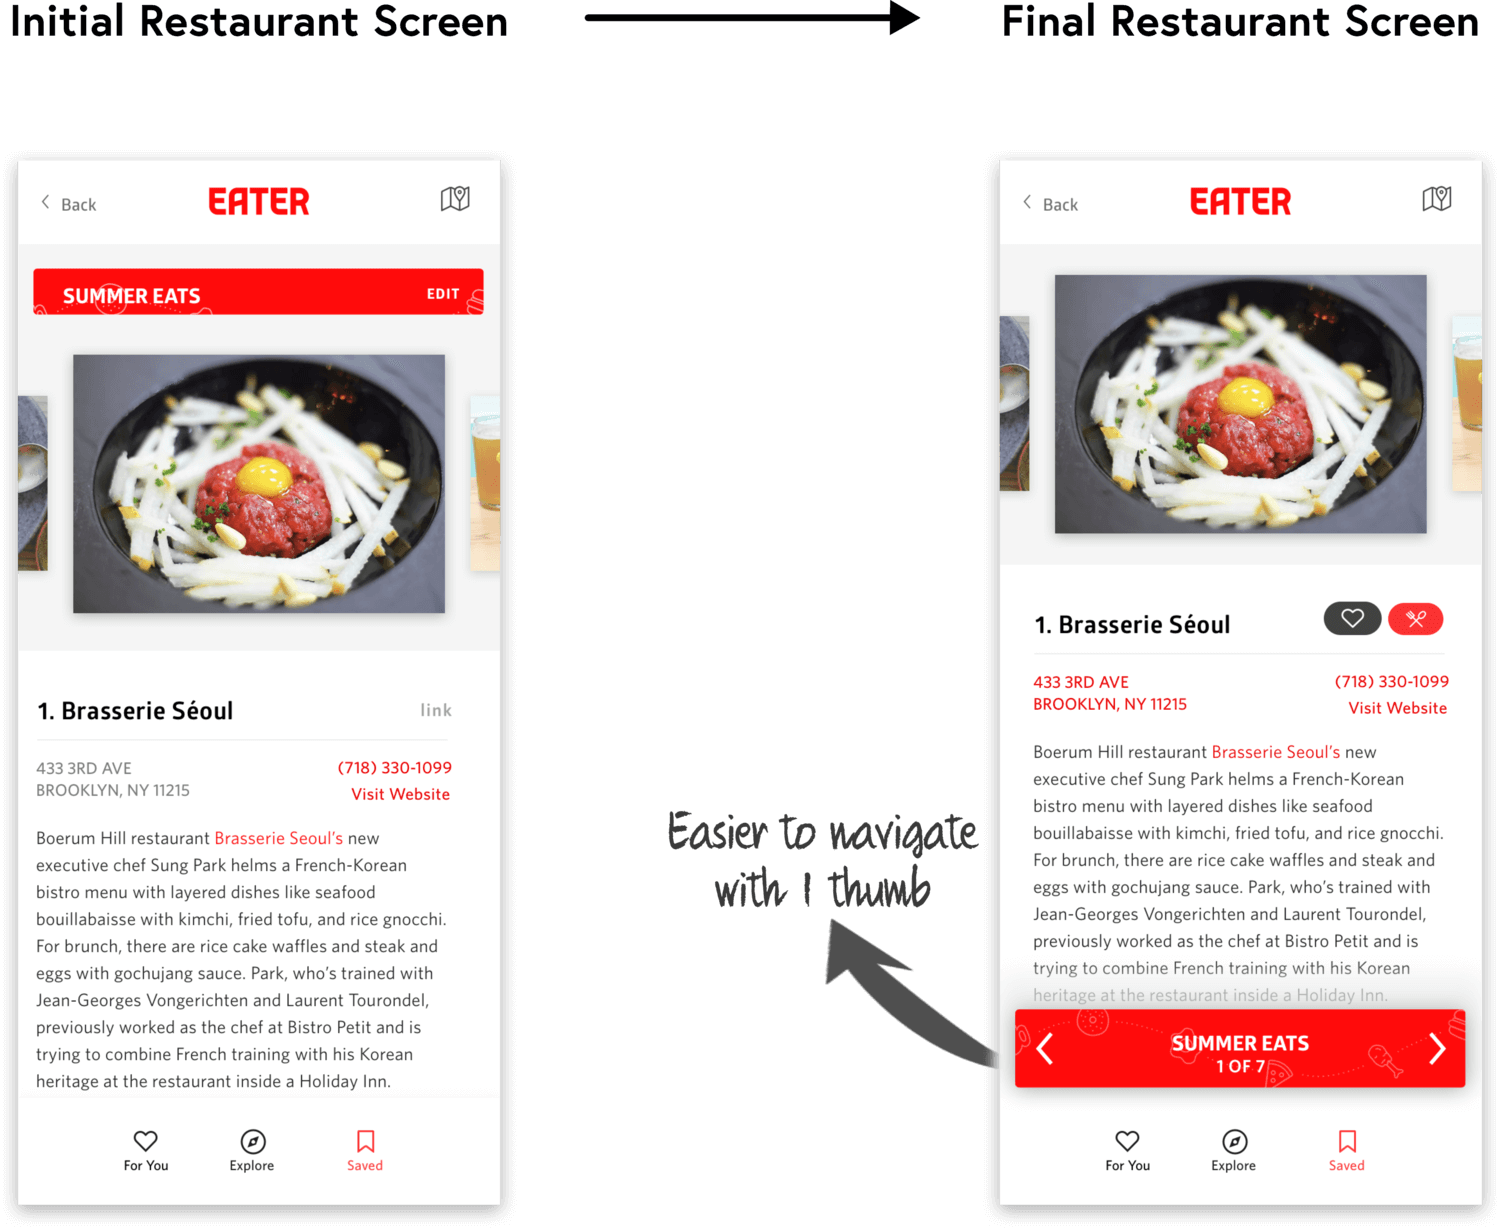 Initial Restaurant Screen
Final Restaurant Screen
Back
EATER
SUMMER EATS
EDIT
1. Brasserie Séoul
link
433 3RD AVE
BROOKLYN, NY 11215
(718) 330-1099
Visit Website
Boerum Hill restaurant Brasserie Seoul's new
executive chef Sung Park helms a French-Korean
bistro menu with layered dishes like seafood
bouillabaisse with kimchi, fried tofu, and rice gnocchi.
For brunch, there are rice cake waffles and steak and
eggs with gochujang sauce. Park, who's trained with
Jean-Georges Vongerichten and Laurent Tourondel,
previously worked as the chef at Bistro Petit and is
trying to combine French training with his Korean
heritage at the restaurant inside a Holiday Inn.
For You
Explore
Saved
Easier to navigate
with 1 thumb
Back
EATER
1. Brasserie Séoul
433 3RD AVE
BROOKLYN, NY 11215
(718) 330-1099
Visit Website
Boerum Hill restaurant Brasserie Seoul's new
executive chef Sung Park helms a French-Korean
bistro menu with layered dishes like seafood
bouillabaisse with kimchi, fried tofu, and rice gnocchi.
For brunch, there are rice cake waffles and steak and
eggs with gochujang sauce. Park, who's trained with
Jean-Georges Vongerichten and Laurent Tourondel,
previously worked as the chef at Bistro Petit and is
trying to combine French training with his Korean
heritage at the restaurant inside a Holiday Inn.
SUMMER EATS
1 OF 7
For You
Explore
Saved